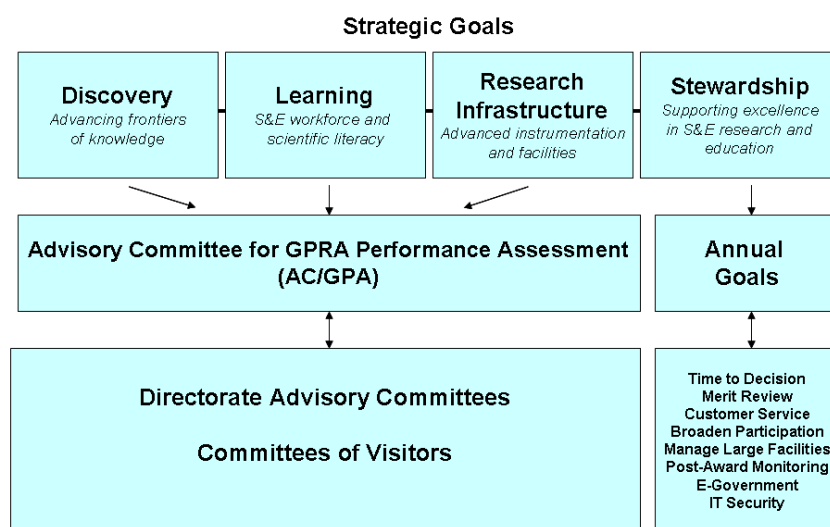 Strategic Goals
Discovery
Advancing frontiers
of knowledge
Learning
S&E workforce and
scientific literacy
Research
Infrastructure
Advanced instrumentation
and facilities
Stewardship
Supporting excellence
in S&E research and
education
Advisory Committee for GPRA Performance Assessment
(AC/GPA)
Annual
Goals
Directorate Advisory Committees
Committees of Visitors
Time to Decision
Merit Review
Customer Service
Broaden Participation
Manage Large Facilities
Post-Award Monitoring
E-Government
IT Security